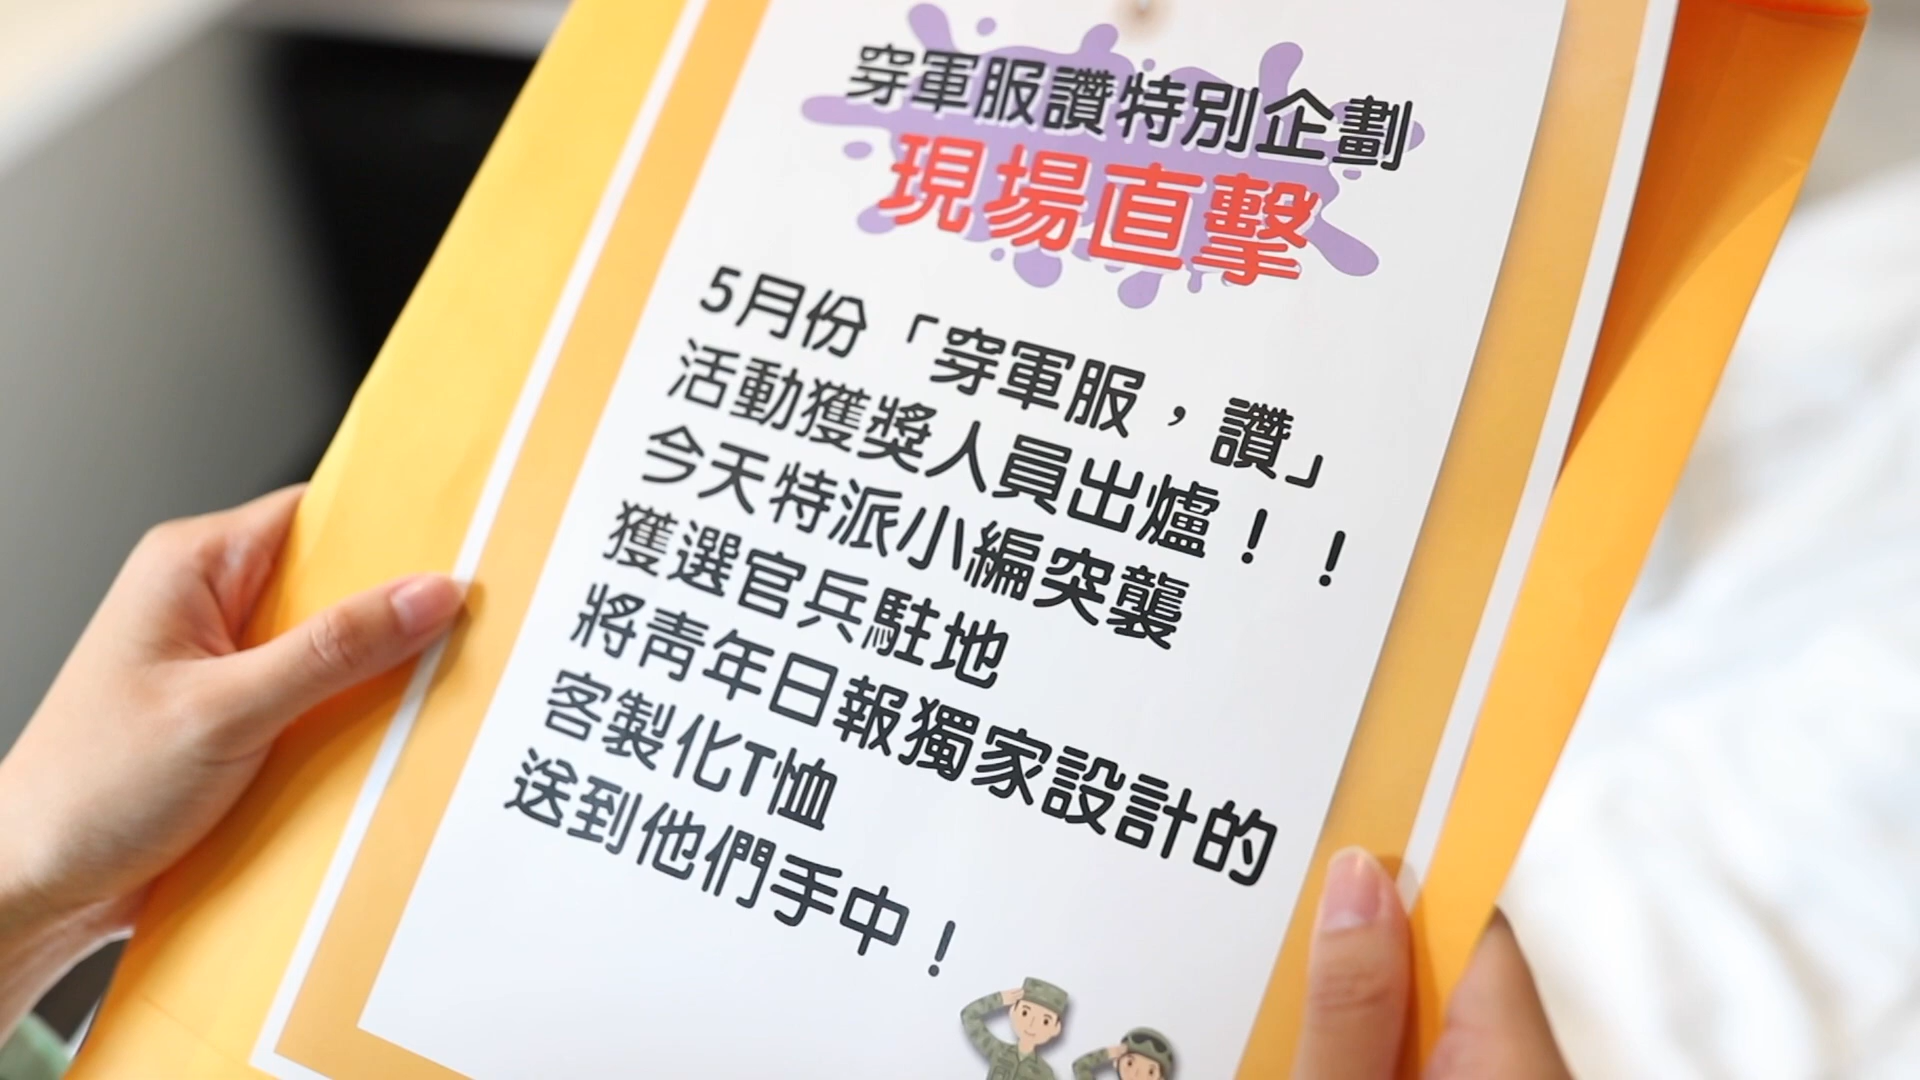 穿軍服讚特別企劃
現場直擊
5月份「穿軍服，讚」
活動獲獎人員出爐！！
今天特派小編突襲
獲選官兵駐地
將青年日報獨家設計的
客製化T恤
送到他們手中！